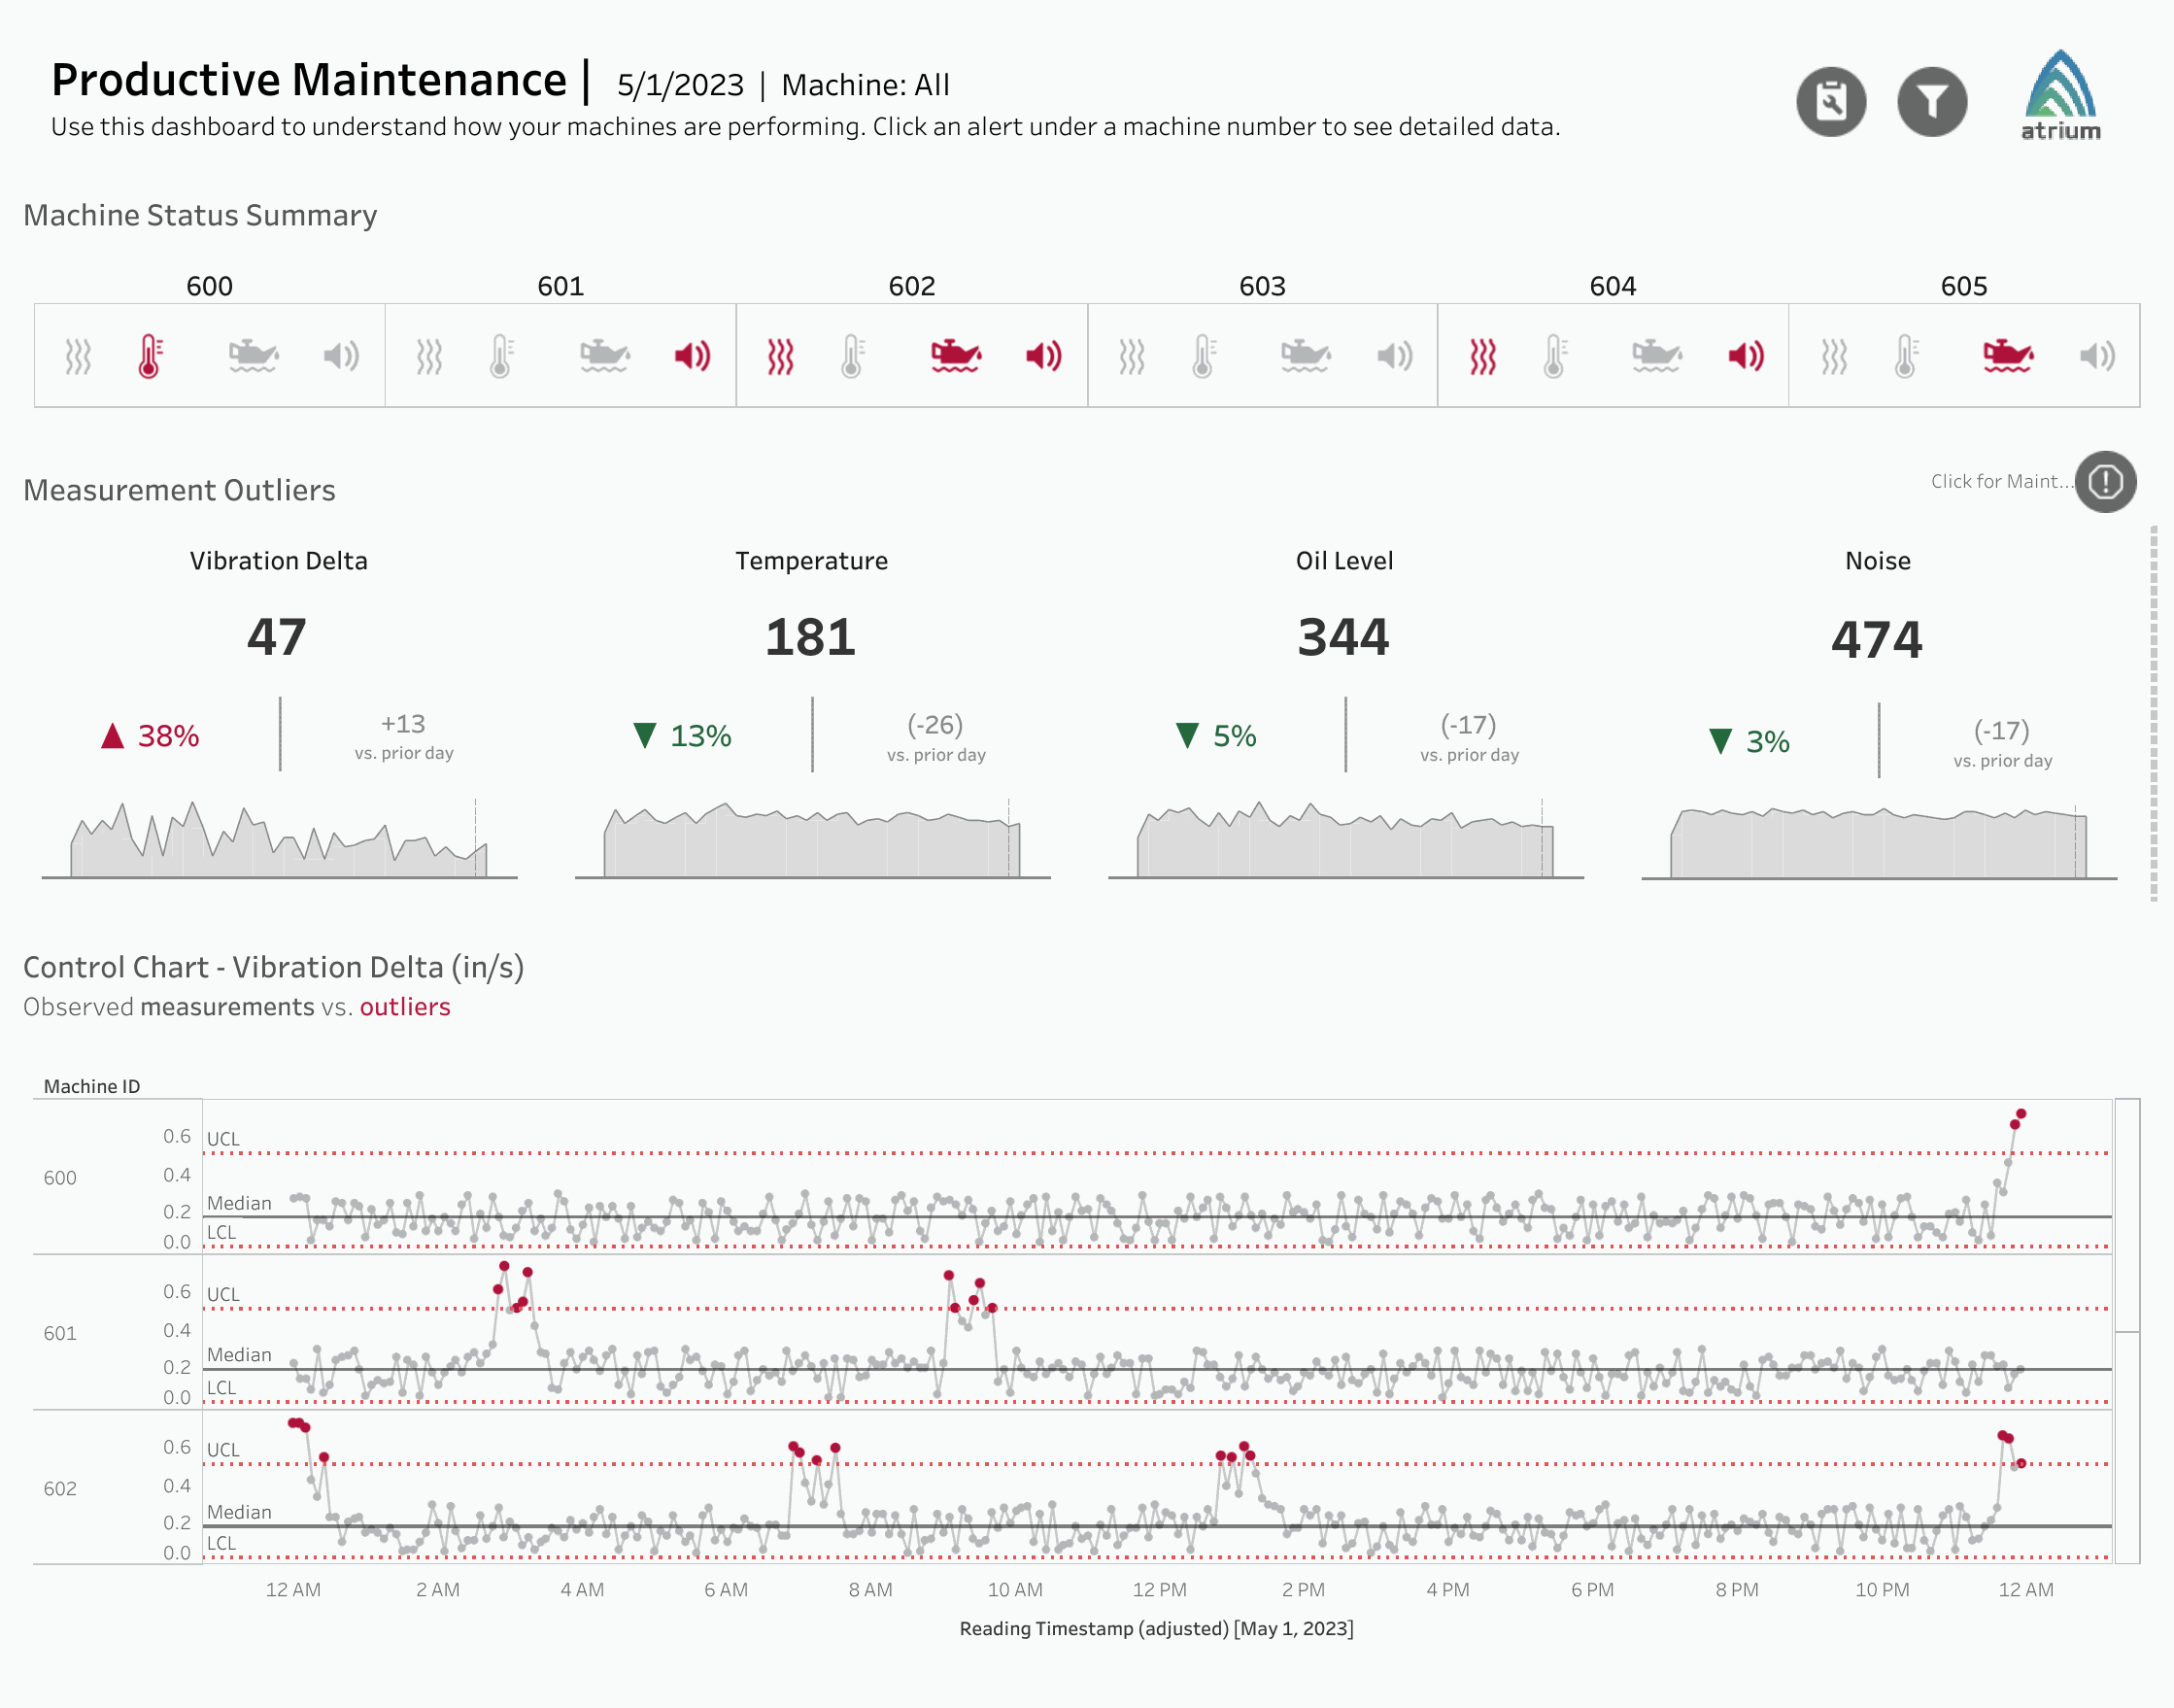 Productive Maintenance | 5/1/2023 | Machine: All
Use this dashboard to understand how your machines are performing. Click an alert under a machine number to see detailed data.
atrium
Machine Status Summary
600 601 602 603 604 605
Measurement Outliers
Click for Maint...
Vibration Delta Temperature Oil Level Noise
47 181 344 474
▲ 38% +13 ▼ 13% (-26) ▼ 5% (-17) ▼ 3% (-17)
vs. prior day vs. prior day vs. prior day vs. prior day
Control Chart - Vibration Delta (in/s)
Observed measurements vs. outliers
Machine ID
0.6 UCL
600 0.4
Median
0.2
LCL
0.0
0.6 UCL
601 0.4
Median
0.2
LCL
0.0
0.6 UCL
602 0.4
Median
0.2
LCL
0.0
12 AM 2 AM 4 AM 6 AM 8 AM 10 AM 12 PM 2 PM 4 PM 6 PM 8 PM 10 PM 12 AM
Reading Timestamp (adjusted) [May 1, 2023]